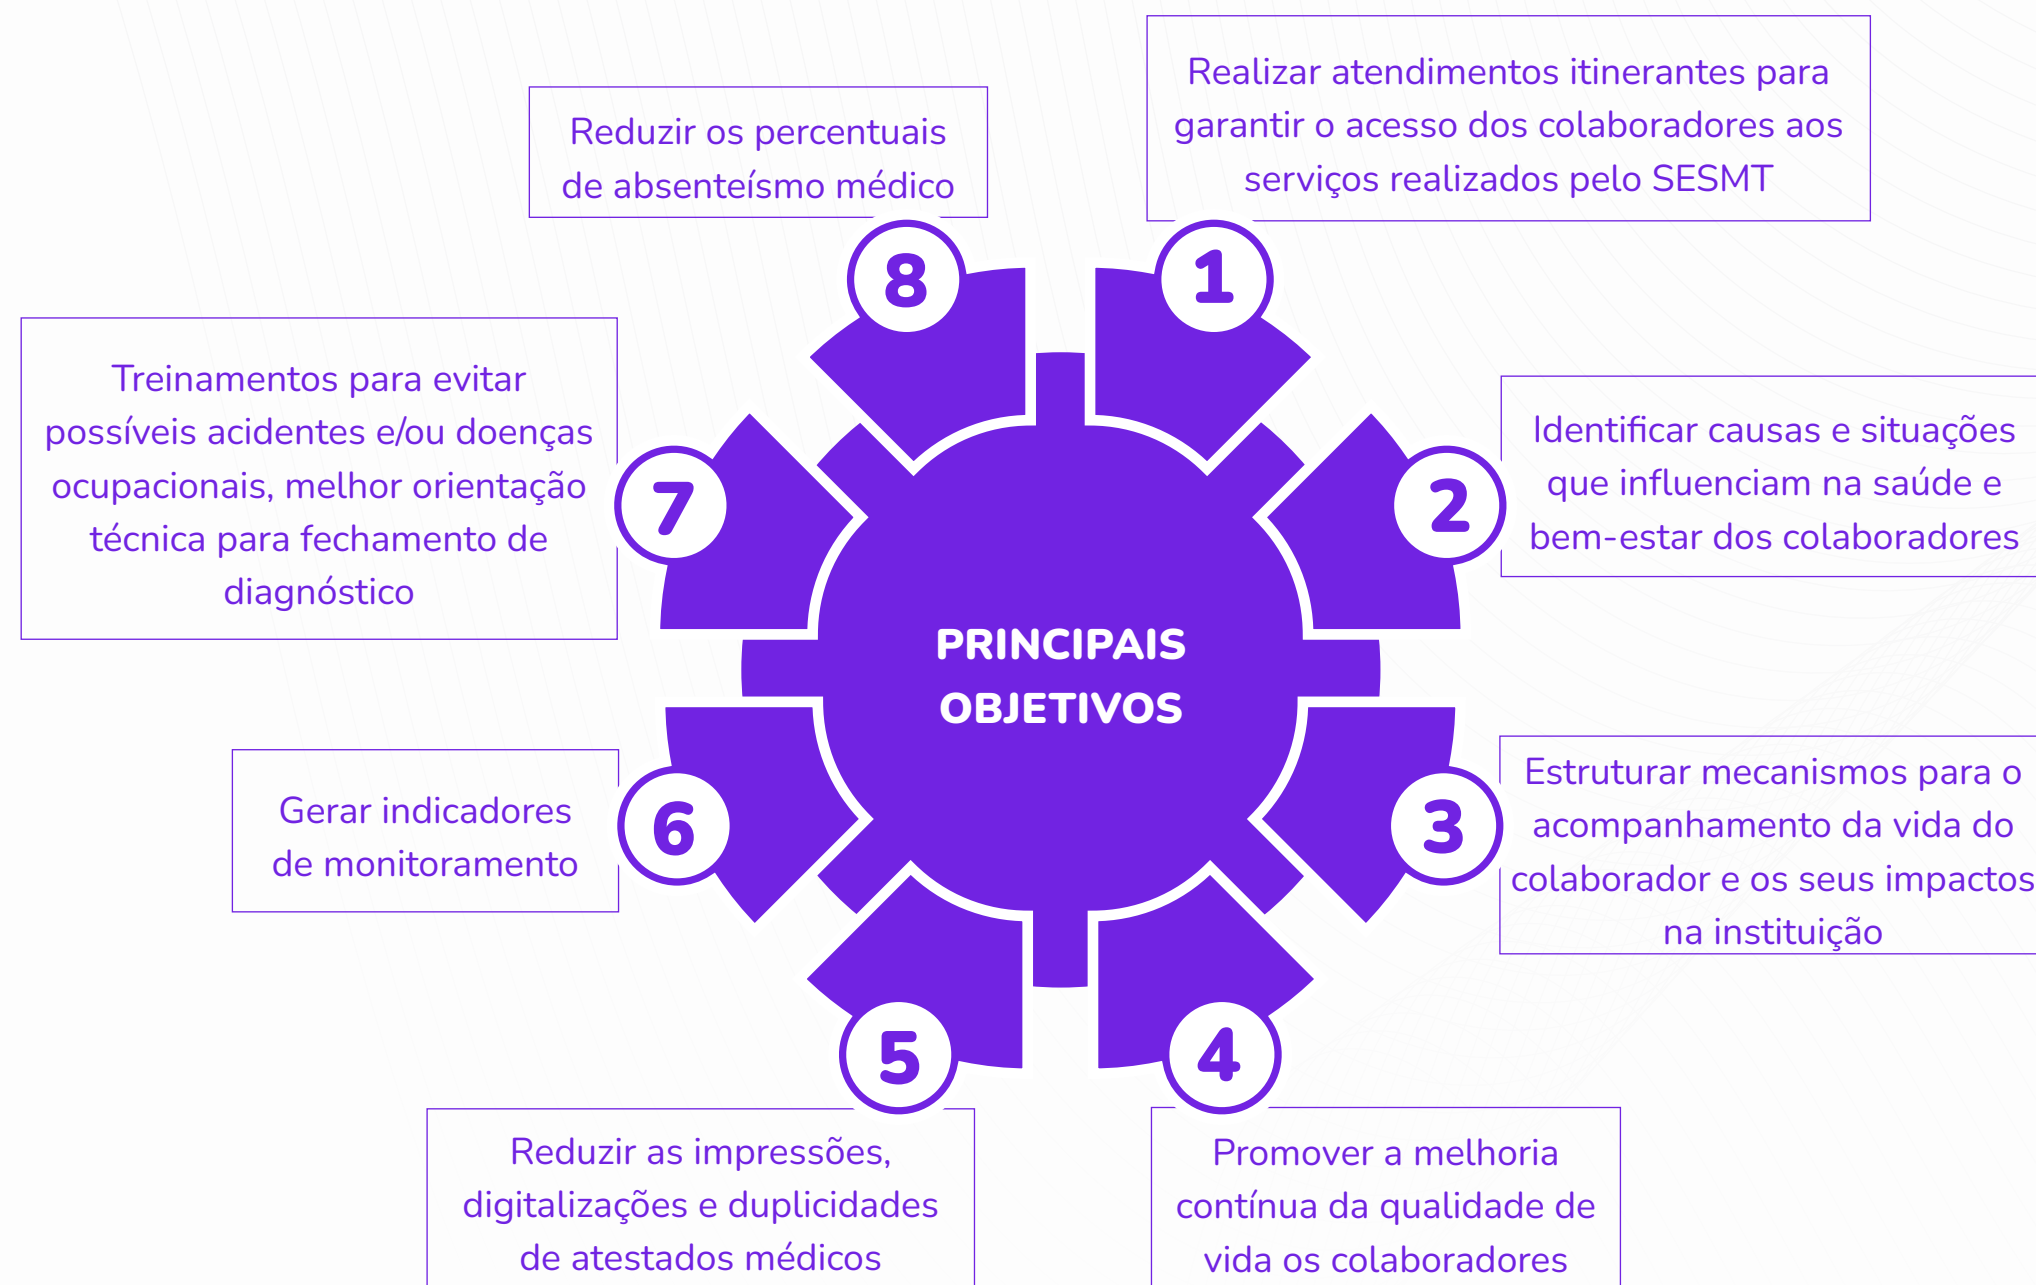 PRINCIPAIS
OBJETIVOS
1
Realizar atendimentos itinerantes para
garantir o acesso dos colaboradores aos
serviços realizados pelo SESMT
2
Identificar causas e situações
que influenciam na saúde e
bem-estar dos colaboradores
3
Estruturar mecanismos para o
acompanhamento da vida do
colaborador e os seus impactos
na instituição
4
Promover a melhoria
contínua da qualidade de
vida os colaboradores
5
Reduzir as impressões,
digitalizações e duplicidades
de atestados médicos
6
Gerar indicadores
de monitoramento
7
Treinamentos para evitar
possíveis acidentes e/ou doenças
ocupacionais, melhor orientação
técnica para fechamento de
diagnóstico
8
Reduzir os percentuais
de absenteísmo médico